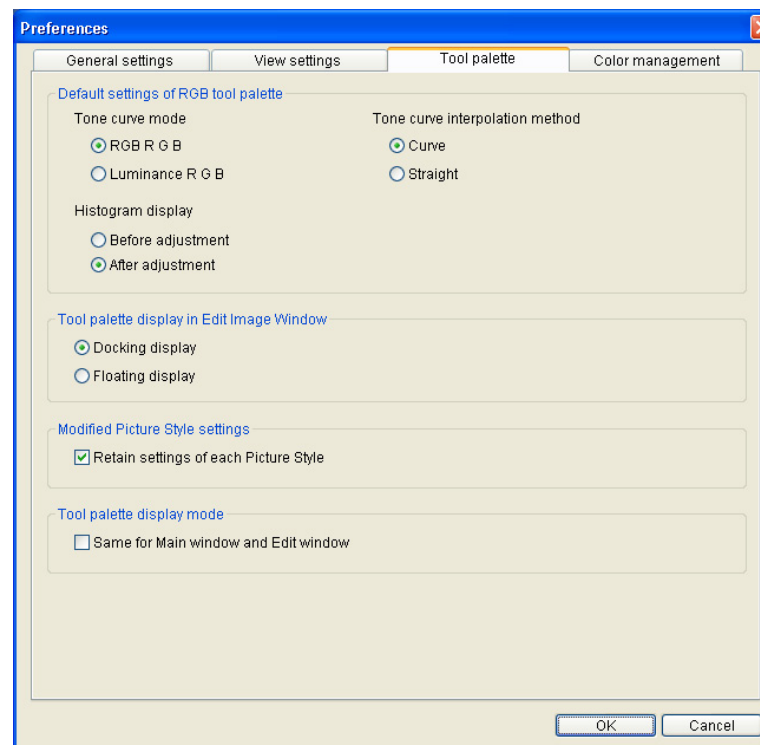 Preferences
General settings View settings Tool palette Color management
Default settings of RGB tool palette
Tone curve mode Tone curve interpolation method
RGB R G B Curve
Luminance R G B Straight
Histogram display
Before adjustment
After adjustment
Tool palette display in Edit Image Window
Docking display
Floating display
Modified Picture Style settings
Retain settings of each Picture Style
Tool palette display mode
Same for Main window and Edit window
OK Cancel